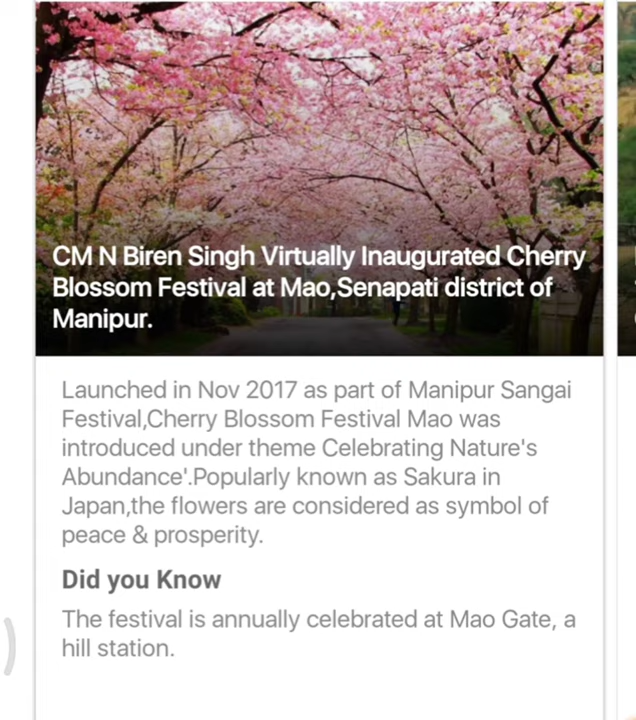 CM N Biren Singh Virtually Inaugurated Cherry
Blossom Festival at Mao,Senapati district of
Manipur.
Launched in Nov 2017 as part of Manipur Sangai
Festival,Cherry Blossom Festival Mao was
introduced under theme Celebrating Nature's
Abundance'.Popularly known as Sakura in
Japan,the flowers are considered as symbol of
peace & prosperity.
Did you Know
The festival is annually celebrated at Mao Gate, a
hill station.